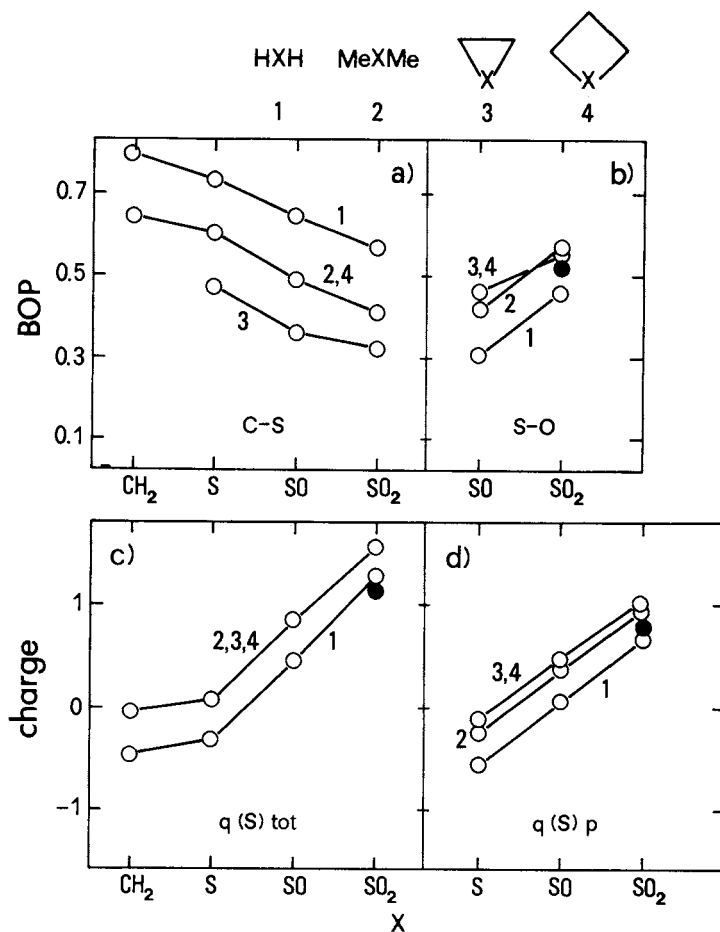 HXH MeXMe X X
1 2 3 4
a) b)
0.7
1
0.5
2,4 3,4
2
3
1
0.3
C-S S-O
0.1
BOP
CH2 S SO SO2 SO SO2
c) d)
1
2,3,4 1 3,4 1
0
2
-1
q (S) tot q (S) p
charge
CH2 S SO SO2 S SO SO2
X